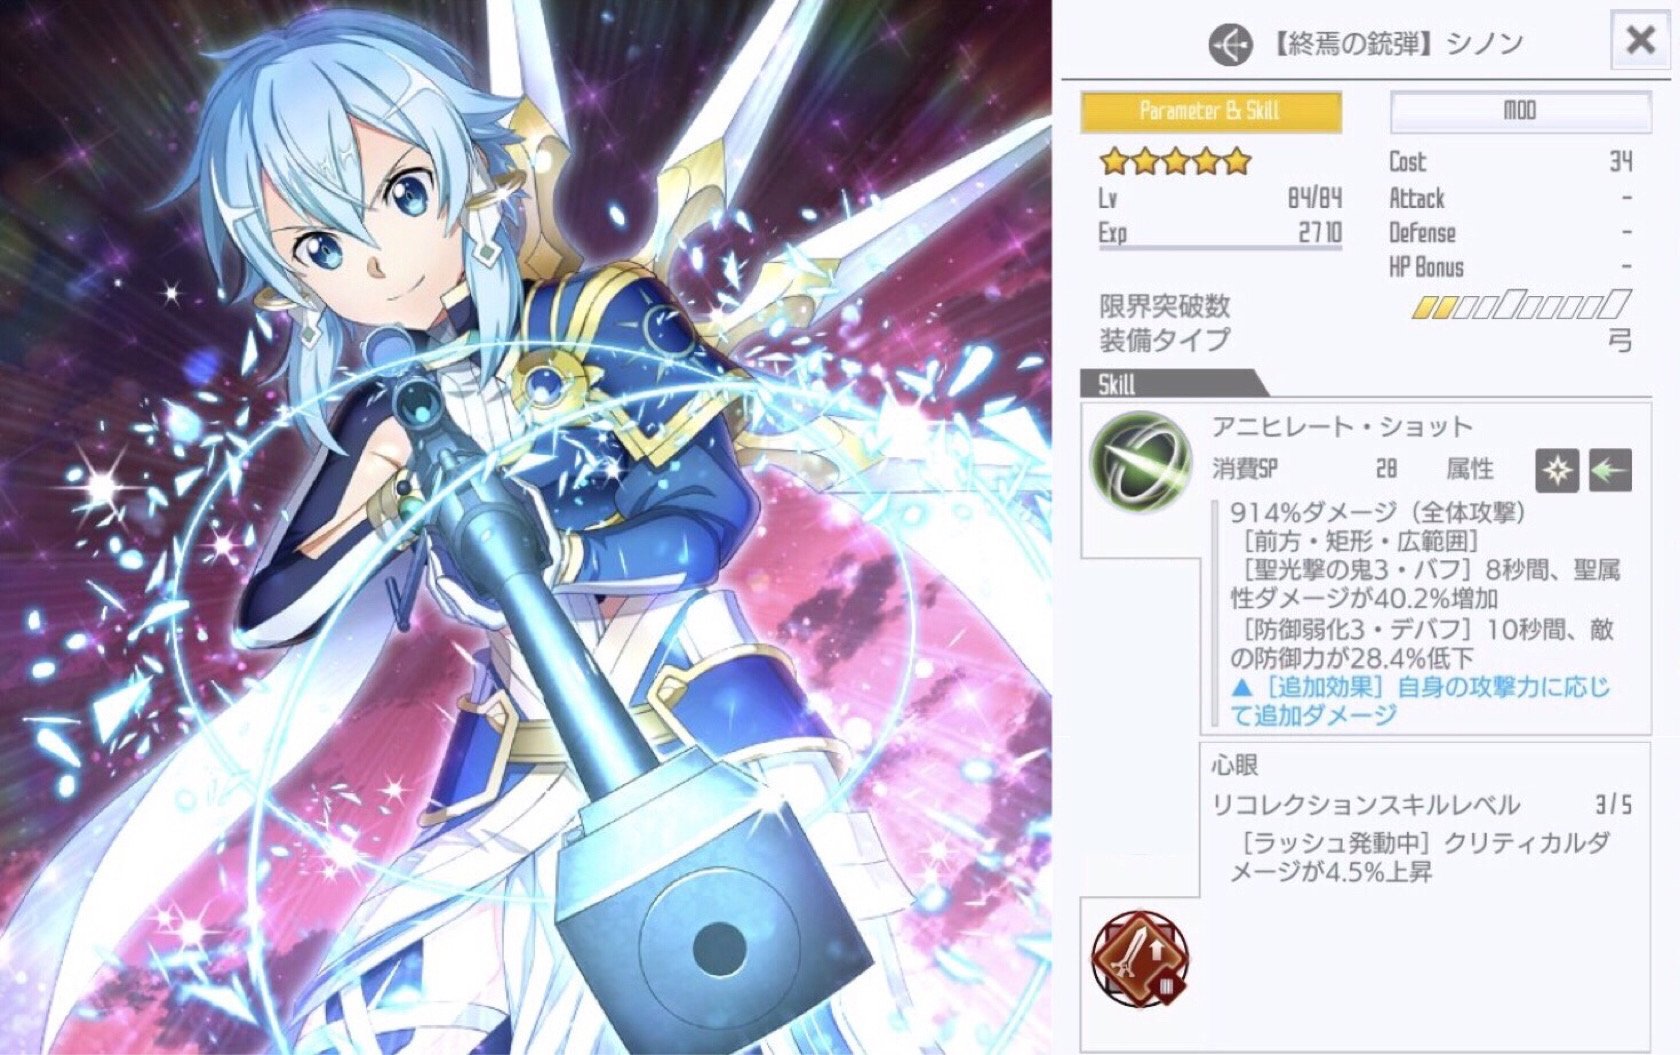 【終焉の銃弾】シノン
Parameter & Skill
MOD
Lv 84/84
Exp 2710
Cost 34
Attack -
Defense -
HP Bonus -
限界突破数
装備タイプ 弓
Skill
アニヒレート・ショット
消費SP 28 属性
914%ダメージ（全体攻撃）
［前方・矩形・広範囲］
［聖光撃の鬼3・バフ］8秒間、聖属
性ダメージが40.2%増加
［防御弱化3・デバフ］10秒間、敵
の防御力が28.4%低下
▲［追加効果］自身の攻撃力に応じ
て追加ダメージ
心眼
リコレクションスキルレベル 3/5
［ラッシュ発動中］クリティカルダ
メージが4.5%上昇